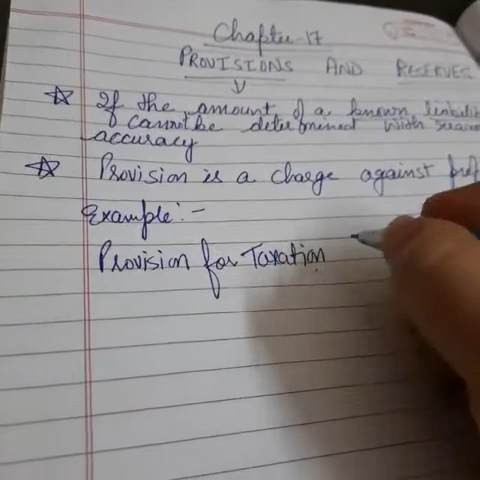 Chapter-17
PROVISIONS AND RESERVES
If the amount of a known
cannot be determined with
accuracy
Provision is a charge against
Example:-
Provision for Taxation